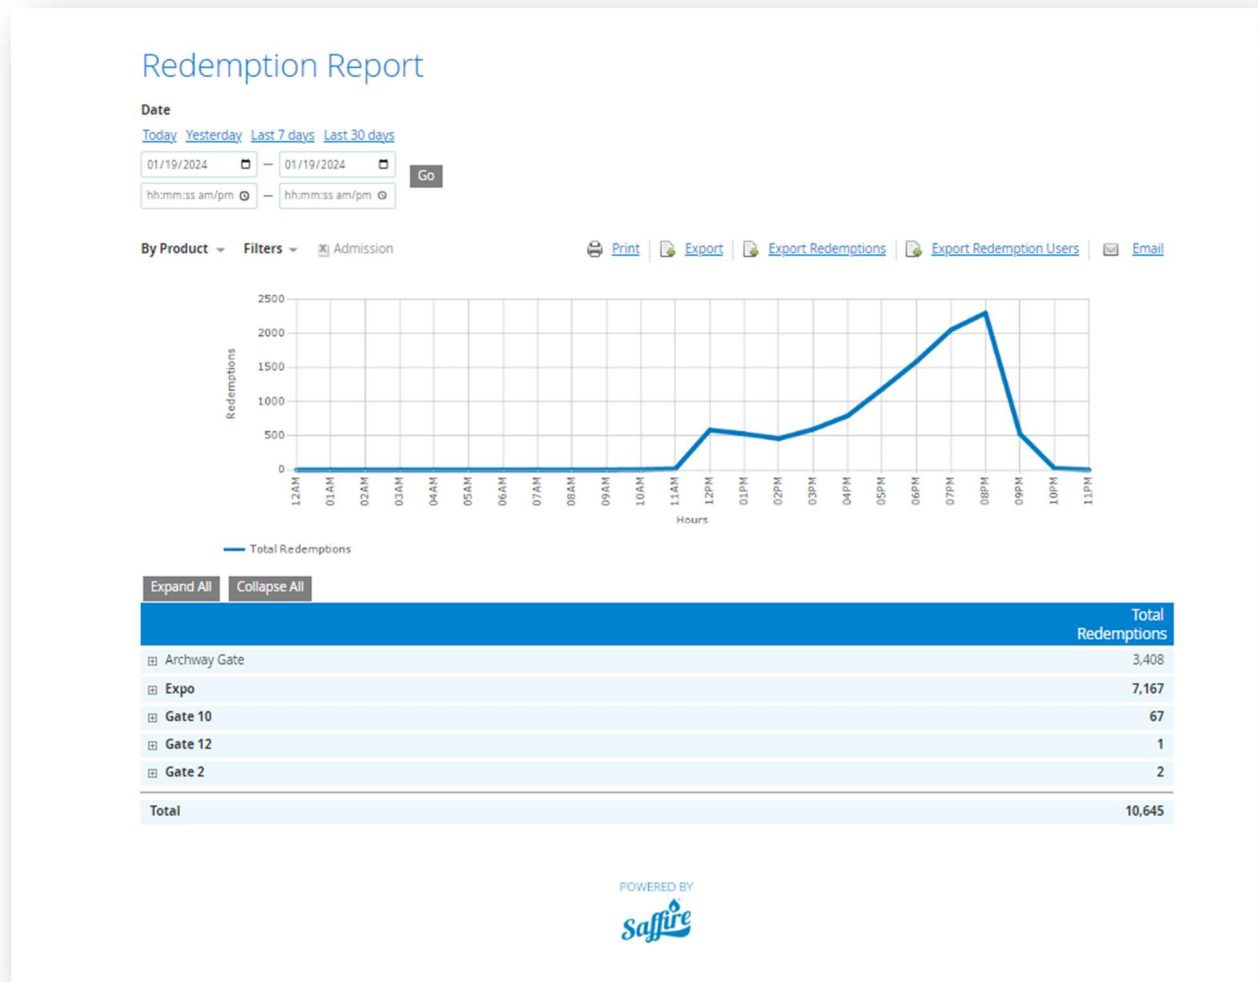 Redemption Report
Date
Today Yesterday Last 7 days Last 30 days
01/19/2024 – 01/19/2024
Go
hh:mm:ss am/pm – hh:mm:ss am/pm
By Product Filters Admission Print Export Export Redemptions Export Redemption Users Email
2500
2000
1500
1000
500
0
Redemptions
12AM 01AM 02AM 03AM 04AM 05AM 06AM 07AM 08AM 09AM 10AM 11AM 12PM 01PM 02PM 03PM 04PM 05PM 06PM 07PM 08PM 09PM 10PM 11PM
Hours
Total Redemptions
Expand All Collapse All
Total
Redemptions
Archway Gate 3,408
Expo 7,167
Gate 10 67
Gate 12 1
Gate 2 2
Total 10,645
POWERED BY
Saffire